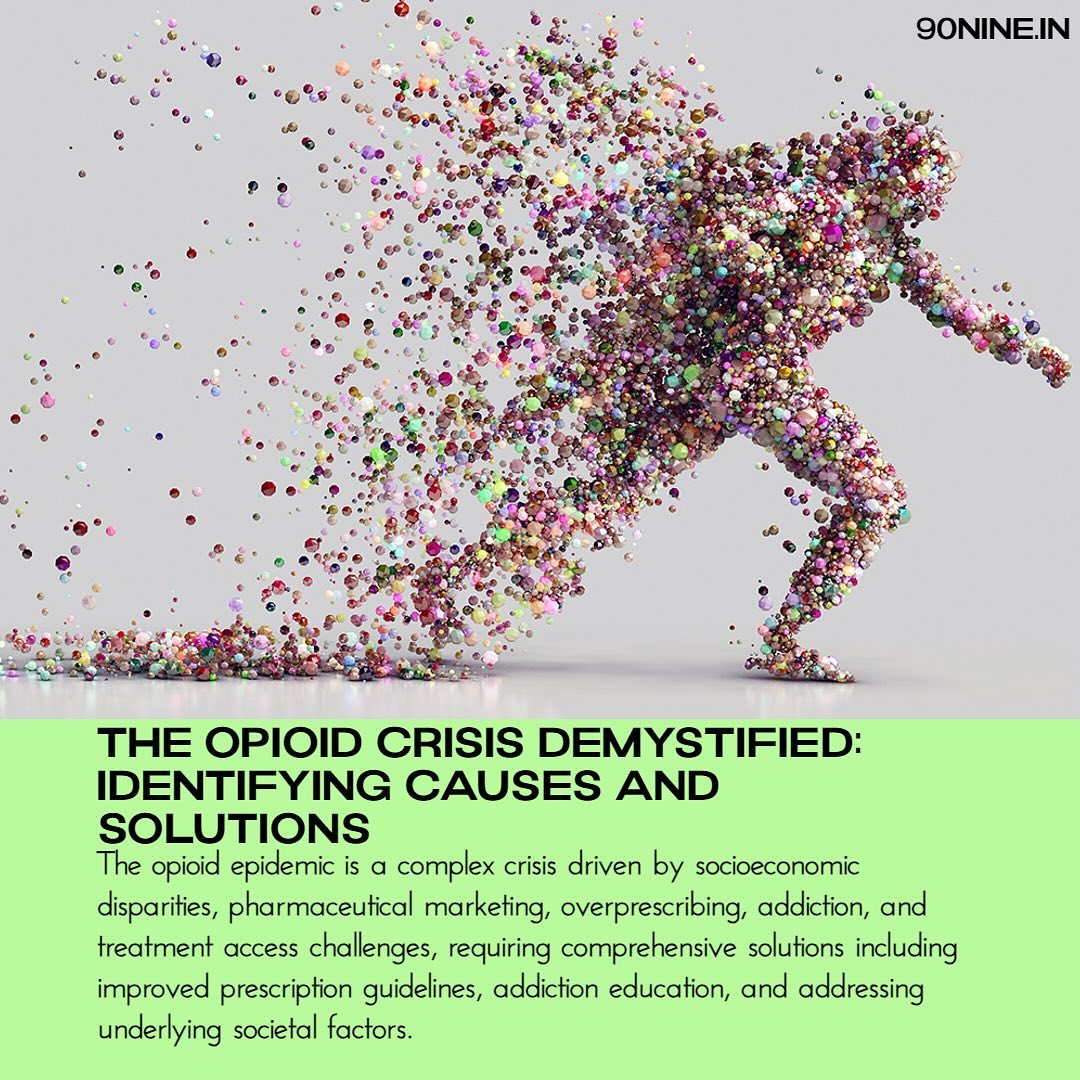 90NINE.IN
THE OPIOID CRISIS DEMYSTIFIED:
IDENTIFYING CAUSES AND
SOLUTIONS
The opioid epidemic is a complex crisis driven by socioeconomic
disparities, pharmaceutical marketing, overprescribing, addiction, and
treatment access challenges, requiring comprehensive solutions including
improved prescription guidelines, addiction education, and addressing
underlying societal factors.